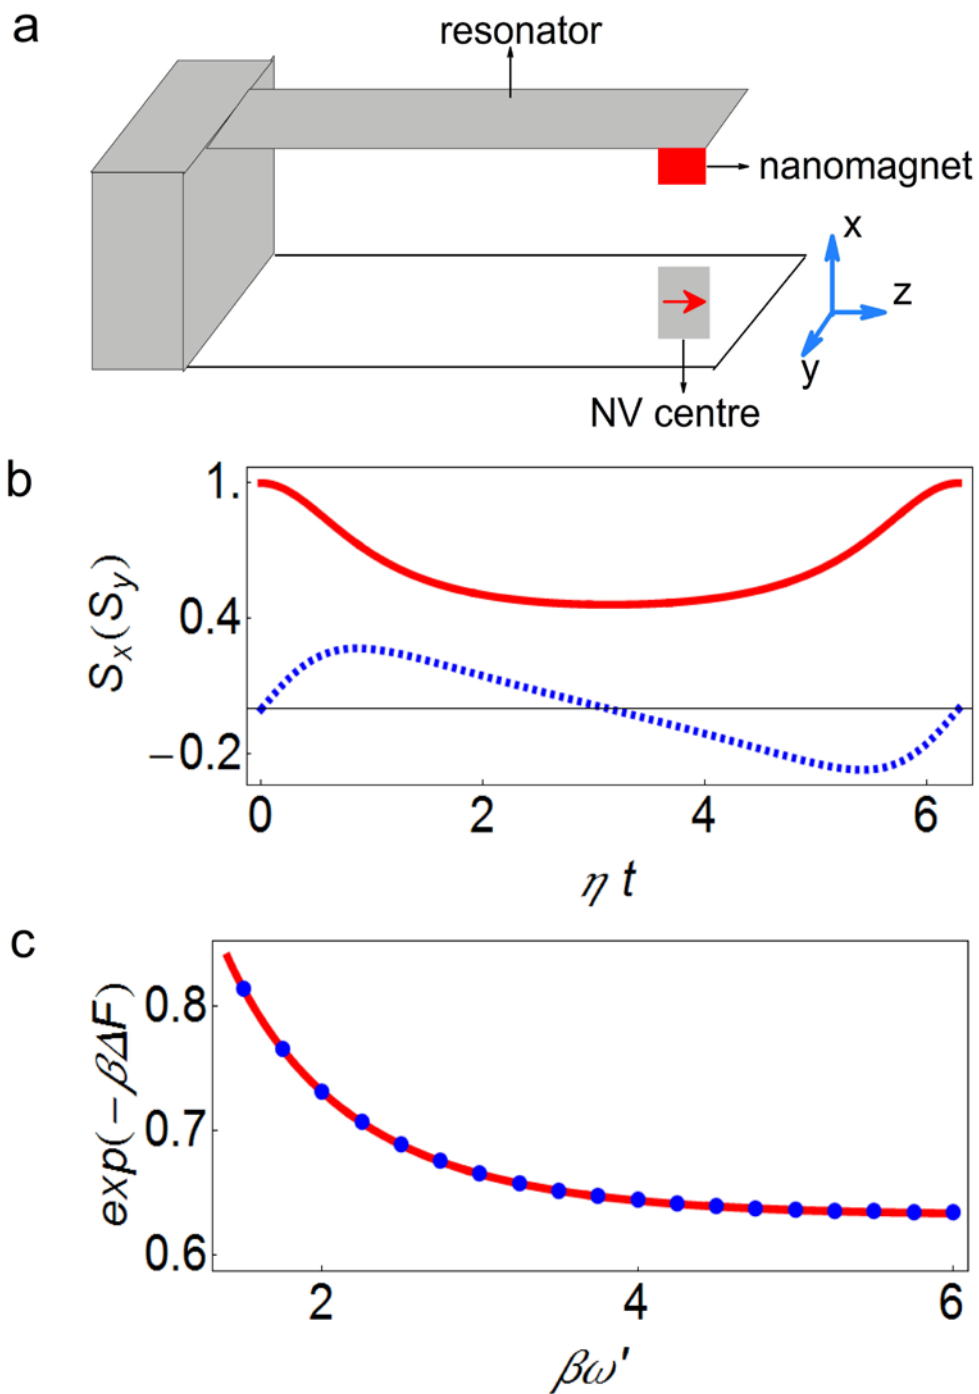 a
resonator
nanomagnet
x
z
y
NV centre
b
1.
0.4
−0.2
S_x(S_y)
0 2 4 6
η t
c
0.8
0.7
0.6
exp(−βΔF)
2 4 6
βω'